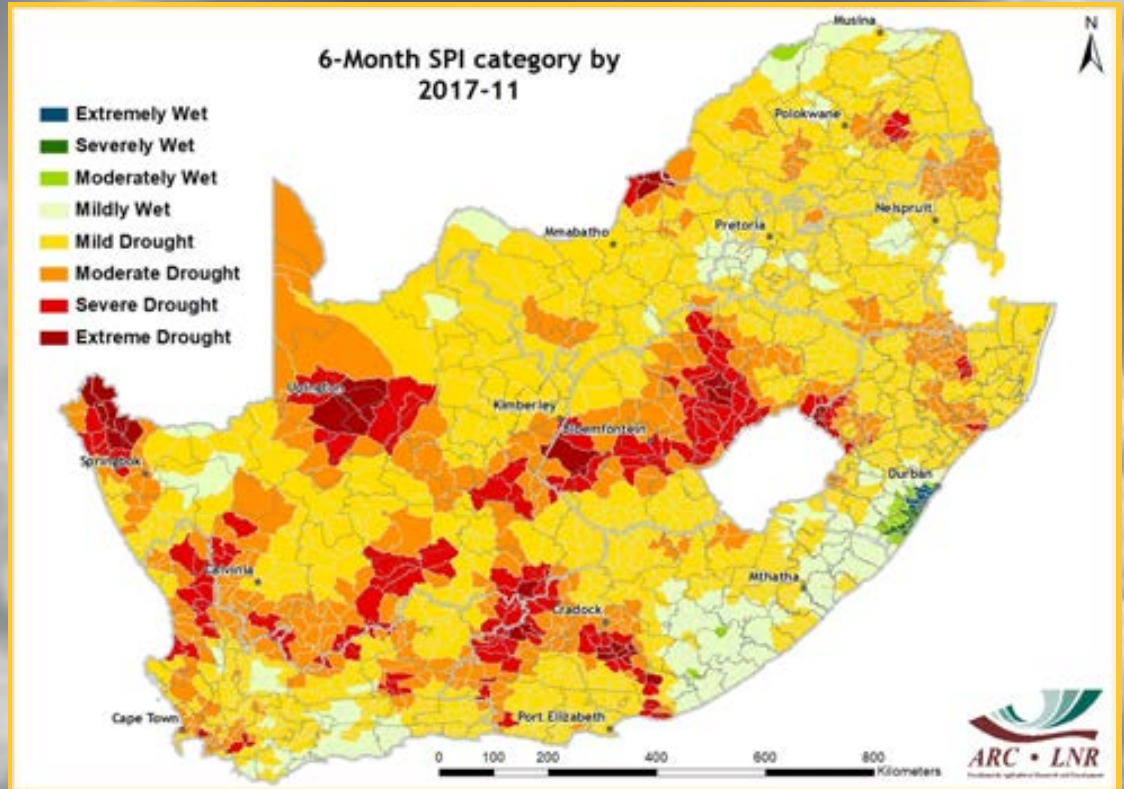 6-Month SPI category by
2017-11
N
Extremely Wet
Severely Wet
Moderately Wet
Mildly Wet
Mild Drought
Moderate Drought
Severe Drought
Extreme Drought
Musina
Polokwane
Nelspruit
Pretoria
Mmabatho
Upington
Kimberley
Bloemfontein
Springbok
Durban
Calvinia
Mthatha
Cradock
Cape Town
Port Elizabeth
0 100 200 400 600 800
Kilometers
ARC • LNR